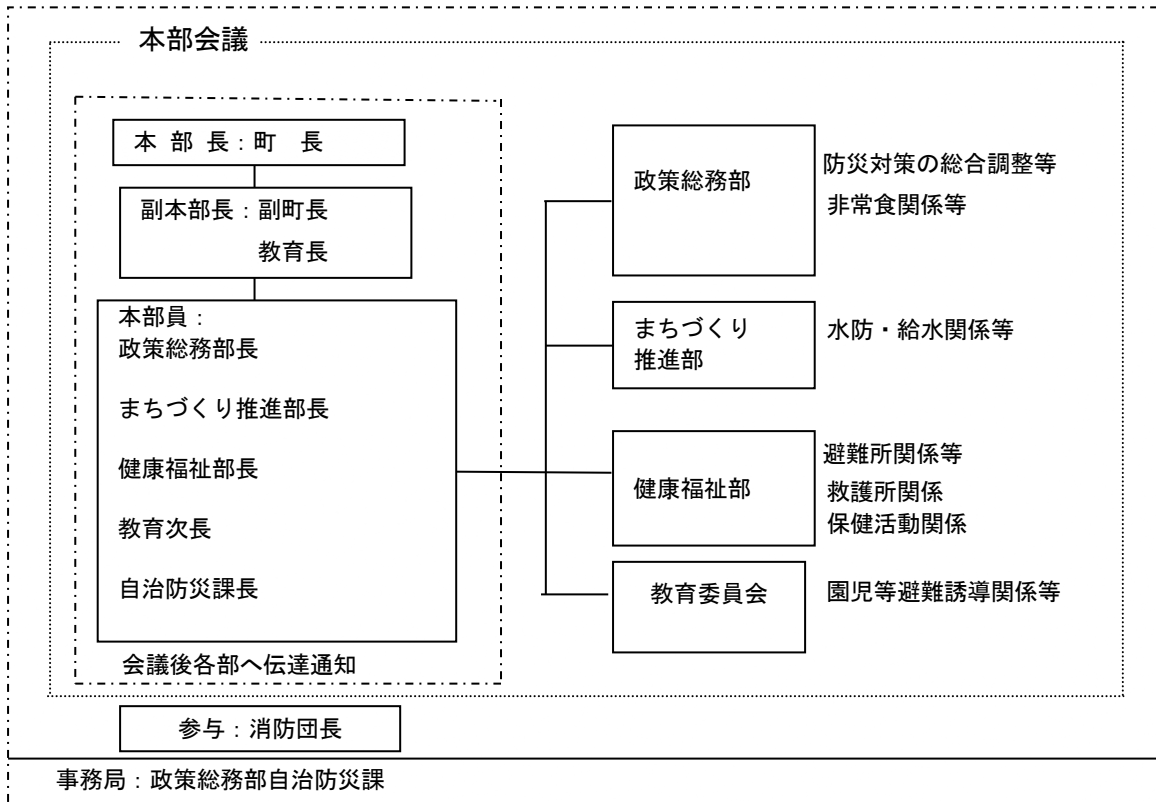 本部会議
本 部 長：町　長
副本部長：副町長
教育長
本部員：
政策総務部長
まちづくり推進部長
健康福祉部長
教育次長
自治防災課長
会議後各部へ伝達通知
政策総務部
防災対策の総合調整等
非常食関係等
まちづくり
推進部
水防・給水関係等
健康福祉部
避難所関係等
救護所関係
保健活動関係
教育委員会
園児等避難誘導関係等
参与：消防団長
事務局：政策総務部自治防災課